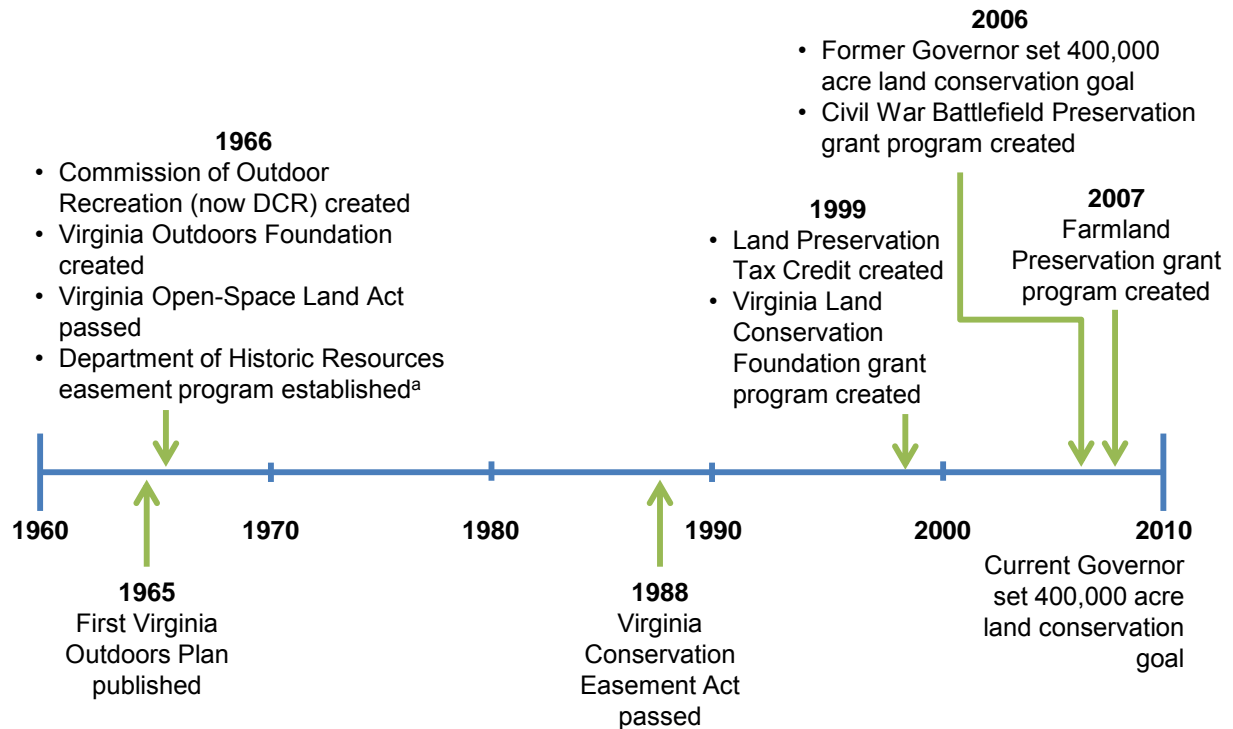 2006
• Former Governor set 400,000
acre land conservation goal
• Civil War Battlefield Preservation
grant program created
1966
• Commission of Outdoor
Recreation (now DCR) created
• Virginia Outdoors Foundation
created
• Virginia Open-Space Land Act
passed
• Department of Historic Resources
easement program establishedᵃ
1999
• Land Preservation
Tax Credit created
• Virginia Land
Conservation
Foundation grant
program created
2007
Farmland
Preservation grant
program created
1960 1970 1980 1990 2000 2010
1965
First Virginia
Outdoors Plan
published
1988
Virginia
Conservation
Easement Act
passed
Current Governor
set 400,000 acre
land conservation
goal